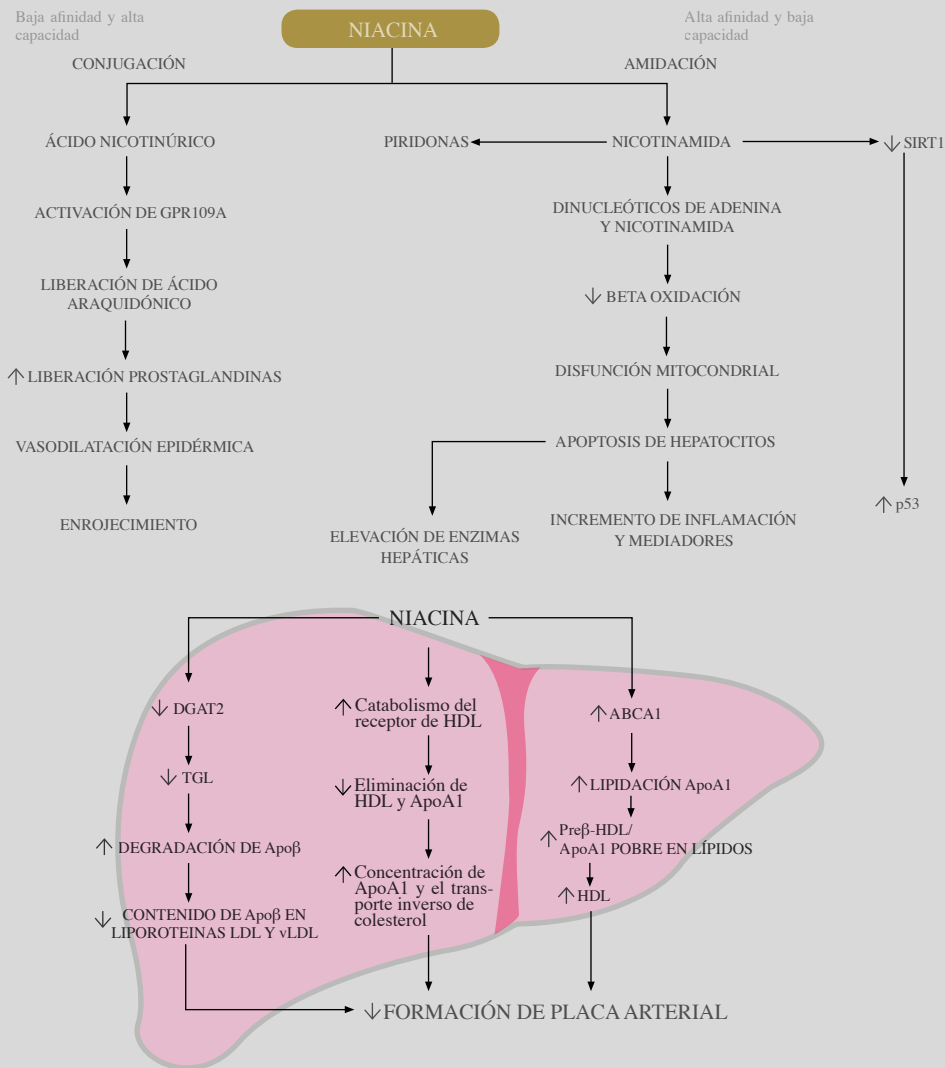 Baja afinidad y alta
capacidad
NIACINA
Alta afinidad y baja
capacidad
CONJUGACIÓN
AMIDACIÓN
ÁCIDO NICOTINÚRICO
PIRIDONAS
NICOTINAMIDA
↓ SIRT1
ACTIVACIÓN DE GPR109A
DINUCLEÓTICOS DE ADENINA
Y NICOTINAMIDA
LIBERACIÓN DE ÁCIDO
ARAQUIDÓNICO
↓ BETA OXIDACIÓN
↑ LIBERACIÓN PROSTAGLANDINAS
DISFUNCIÓN MITOCONDRIAL
VASODILATACIÓN EPIDÉRMICA
APOPTOSIS DE HEPATOCITOS
ENROJECIMIENTO
ELEVACIÓN DE ENZIMAS
HEPÁTICAS
INCREMENTO DE INFLAMACIÓN
Y MEDIADORES
↑ p53
NIACINA
↓ DGAT2
↓ TGL
↑ DEGRADACIÓN DE Apoβ
↓ CONTENIDO DE Apoβ EN
LIPOROTEINAS LDL Y vLDL
↑ Catabolismo del
receptor de HDL
↓ Eliminación de
HDL y ApoA1
↑ Concentración de
ApoA1 y el trans-
porte inverso de
colesterol
↑ ABCA1
↑ LIPIDACIÓN ApoA1
↑ Preβ-HDL/
ApoA1 POBRE EN LÍPIDOS
↑ HDL
↓ FORMACIÓN DE PLACA ARTERIAL